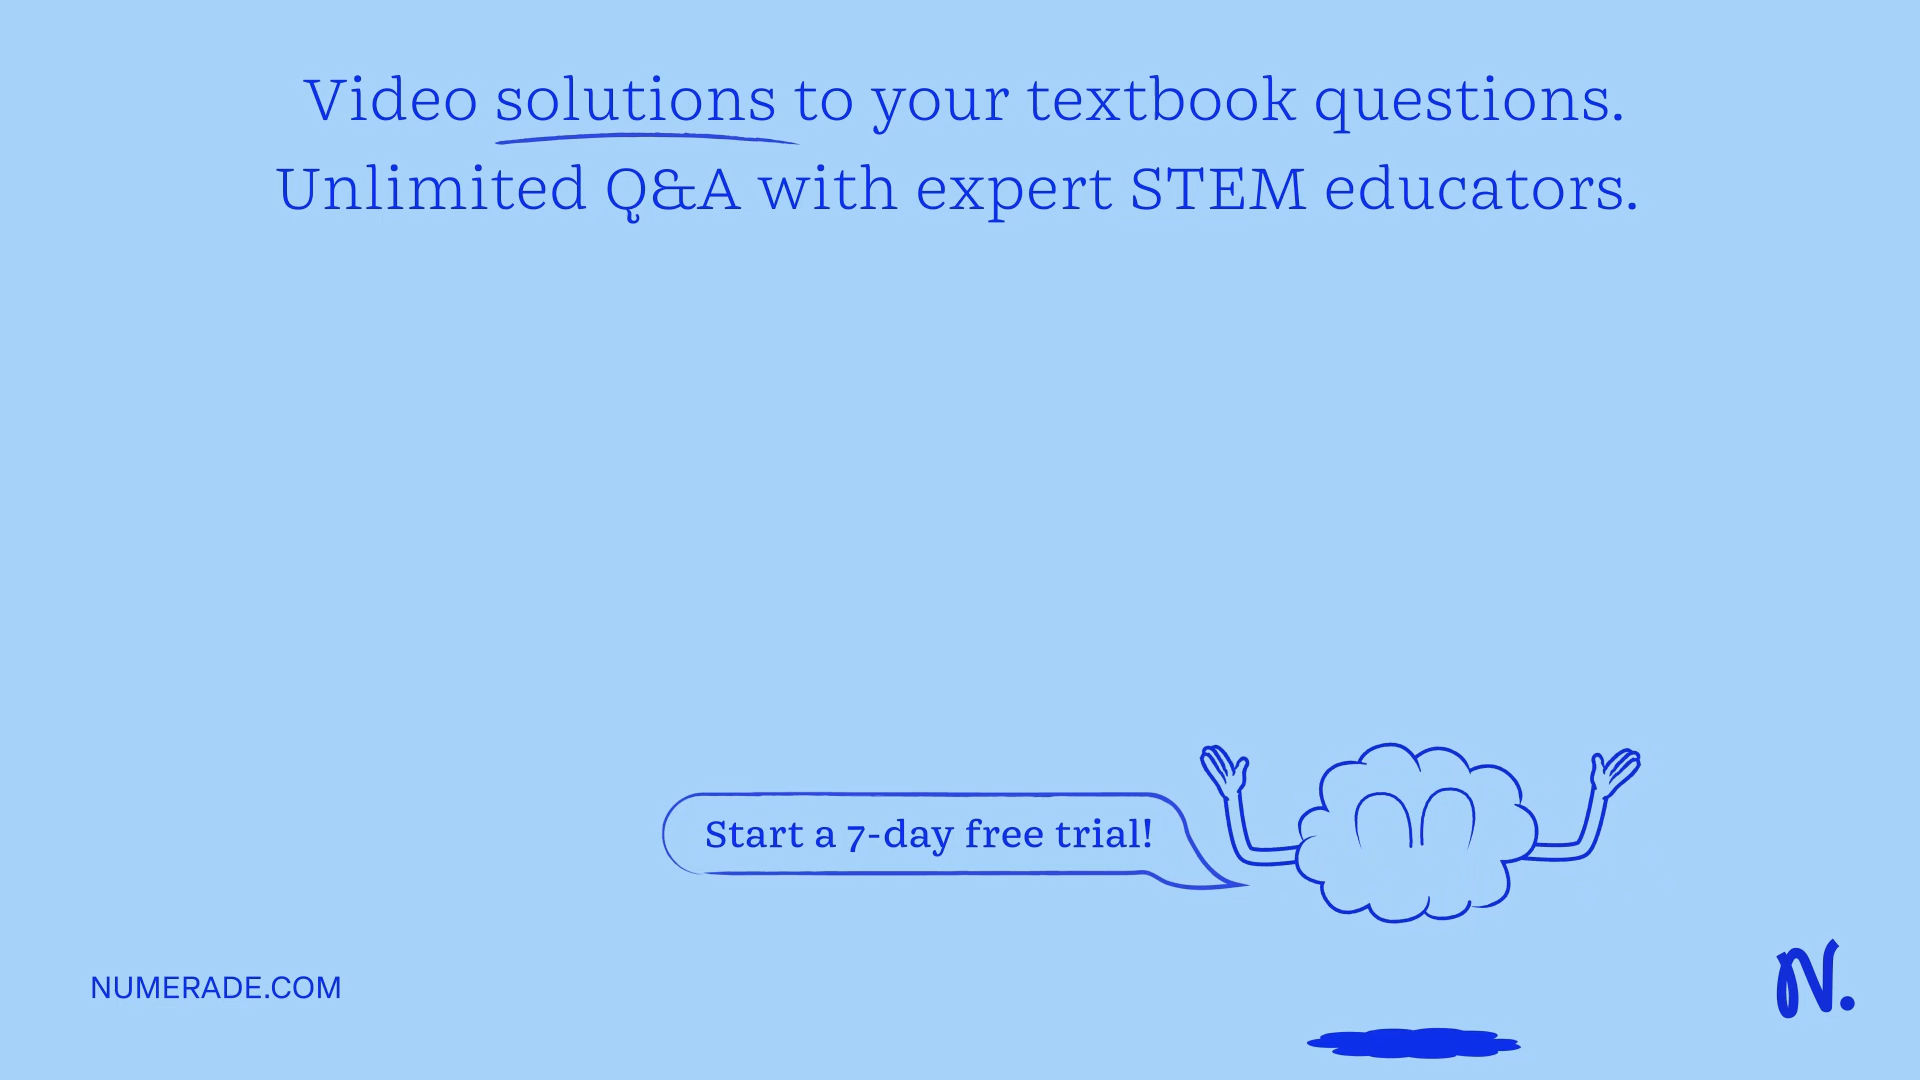 Video solutions to your textbook questions.
Unlimited Q&A with expert STEM educators.
Start a 7-day free trial!
NUMERADE.COM
N.